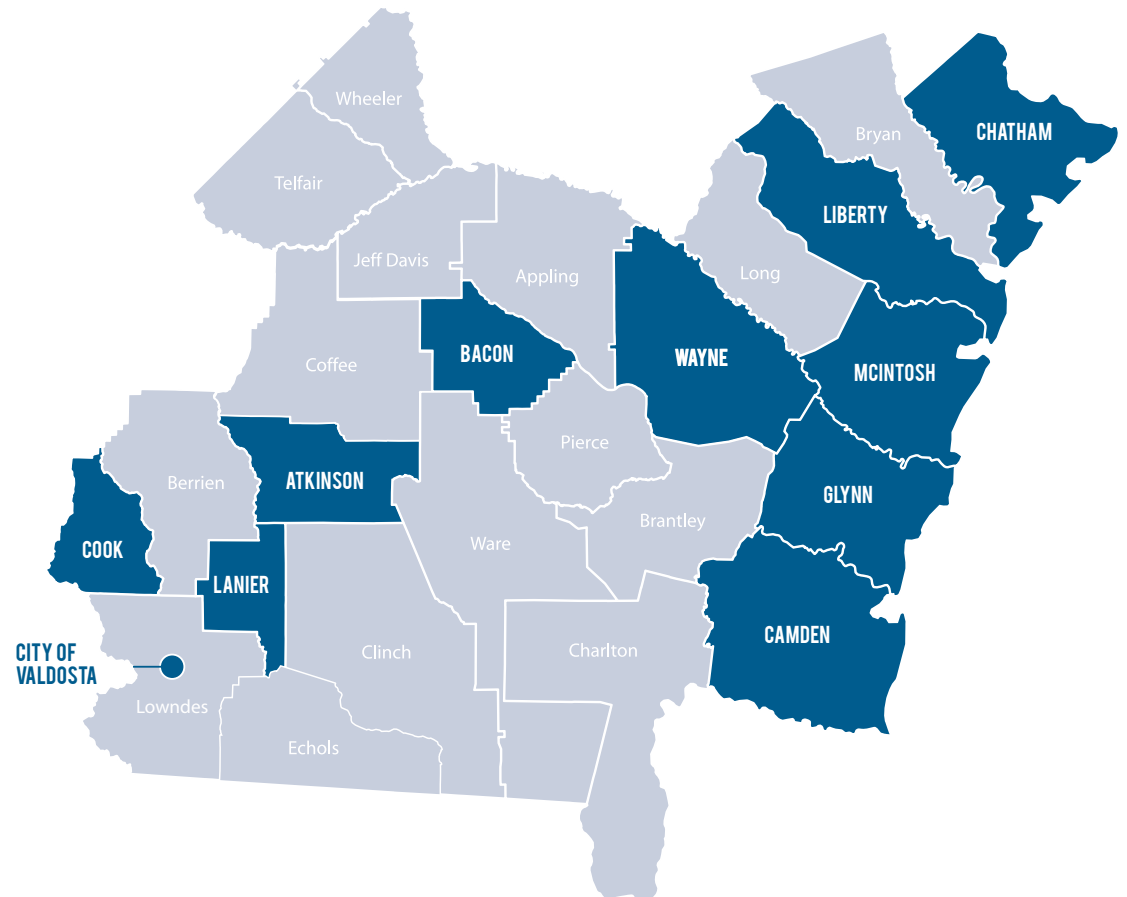 Wheeler
Bryan
CHATHAM
Telfair
LIBERTY
Jeff Davis
Appling
Long
BACON
WAYNE
Coffee
MCINTOSH
Pierce
Berrien
ATKINSON
GLYNN
Brantley
COOK
Ware
LANIER
CAMDEN
Clinch
Charlton
CITY OF
VALDOSTA
Lowndes
Echols